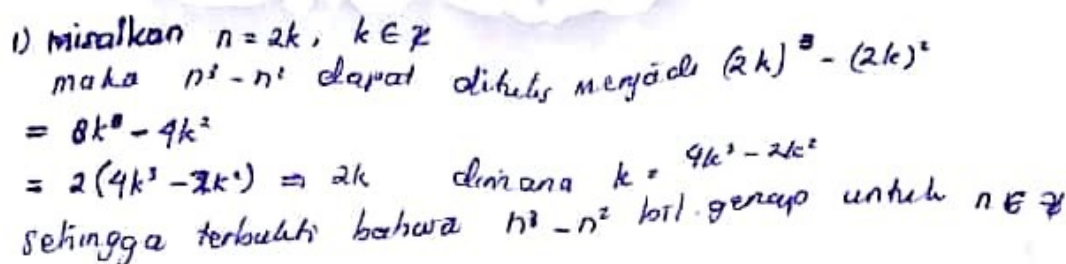 1) misalkan n = 2k, k ∈ Z
maka n³ - n² dapat ditulis menjadi (2k)³ - (2k)²
= 8k³ - 4k²
= 2(4k³ - 2k²) = 2k dimana k = 4k³ - 2k²
sehingga terbukti bahwa n³ - n² bil. genap untuk n ∈ Z